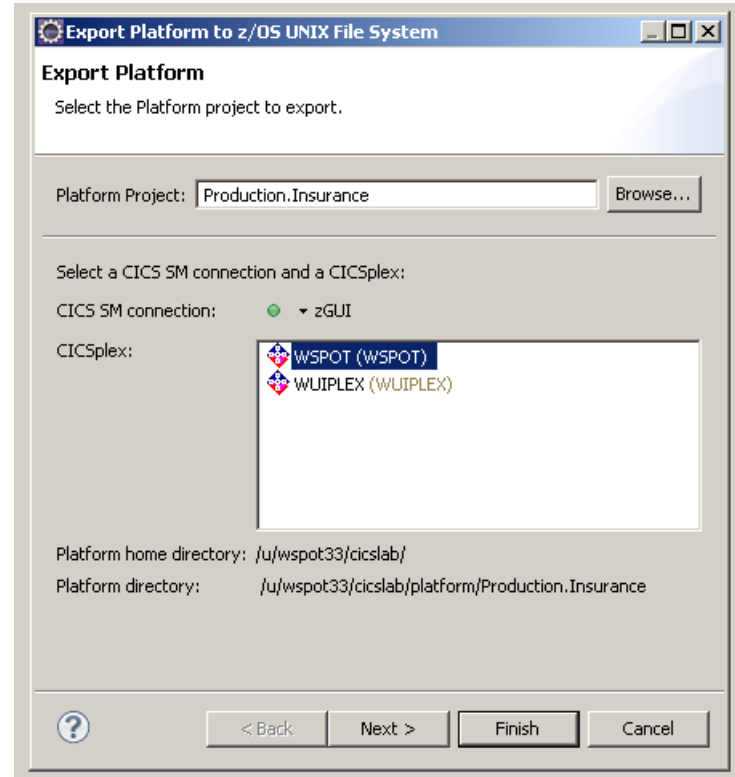 Export Platform to z/OS UNIX File System
Export Platform
Select the Platform project to export.
Platform Project: Production.Insurance Browse...
Select a CICS SM connection and a CICSplex:
CICS SM connection: zGUI
CICSplex: WSPOT (WSPOT)
WUIPLEX (WUIPLEX)
Platform home directory: /u/wspot33/cicslab/
Platform directory: /u/wspot33/cicslab/platform/Production.Insurance
? < Back Next > Finish Cancel